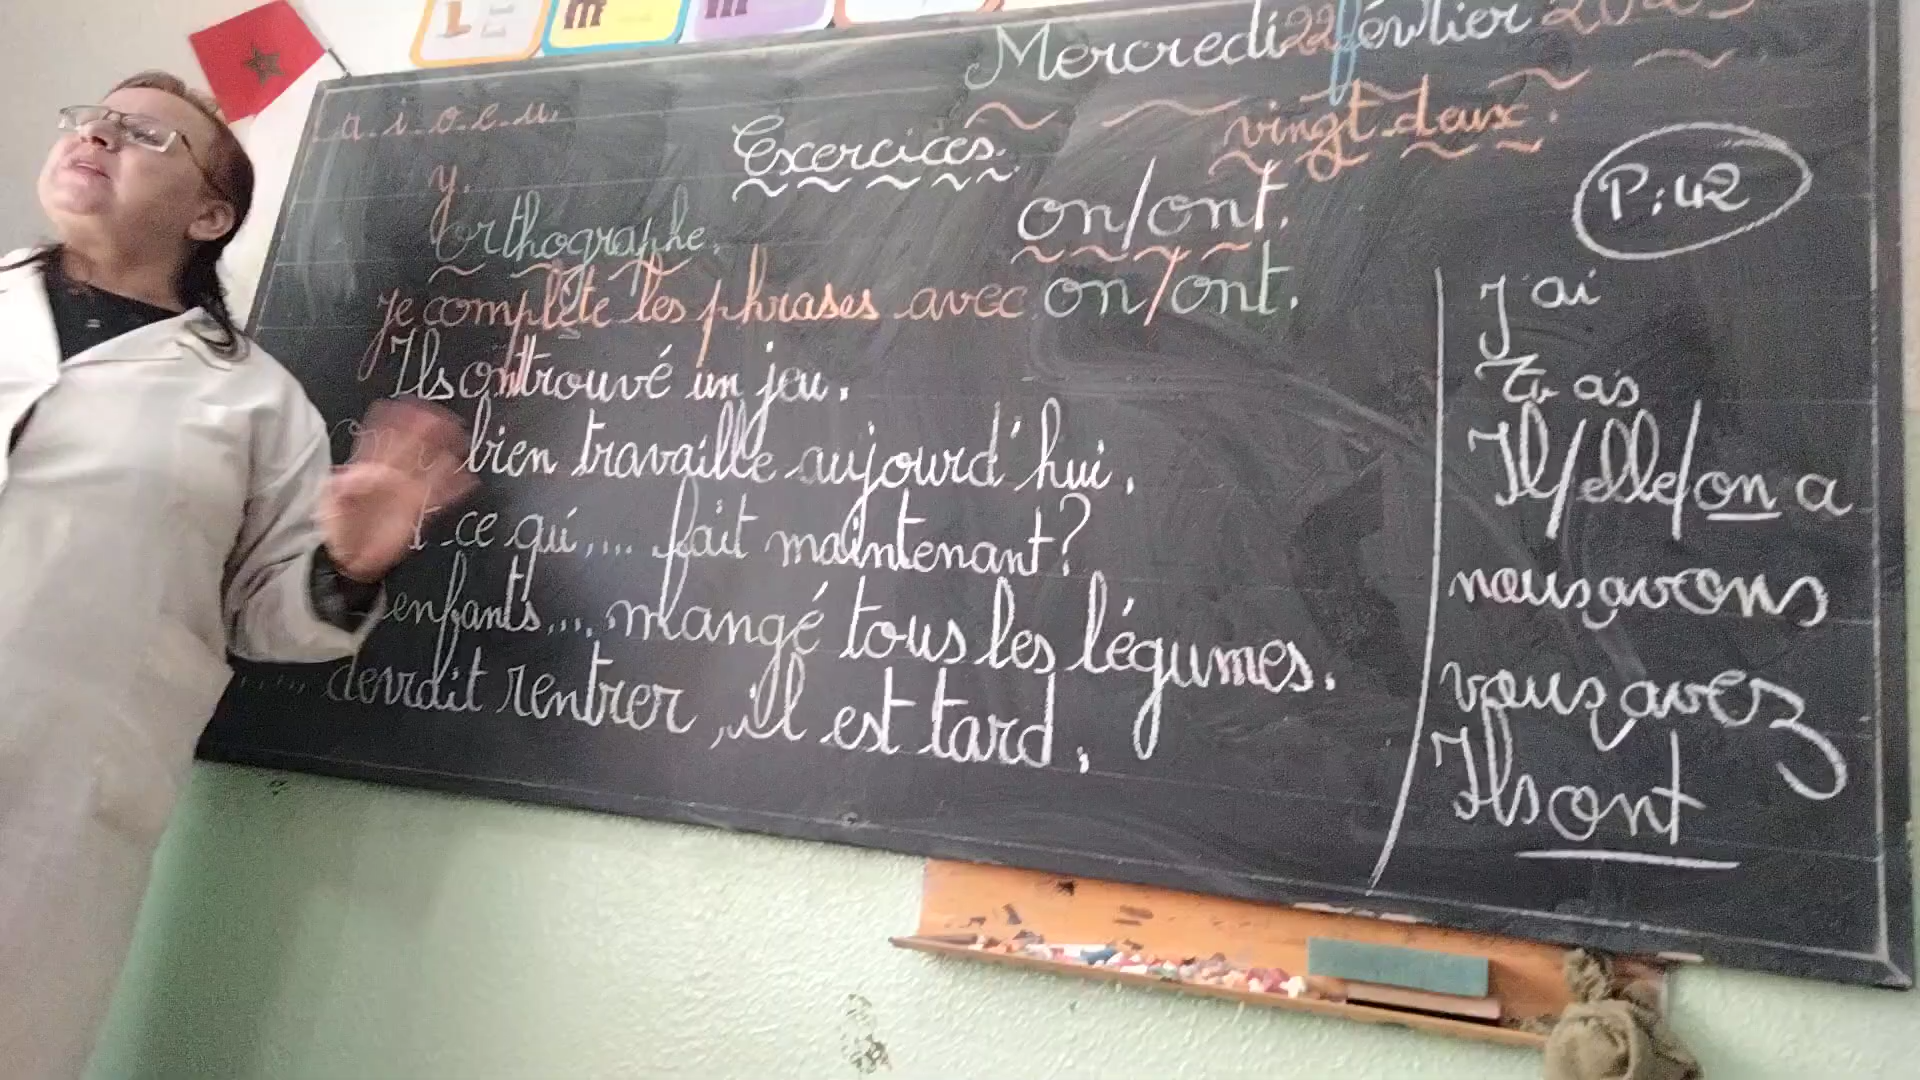 Mercredi 22 février 2023
a.i.o.e.u.
y.
Exercices.
vingt-deux.
Orthographe.
on/ont.
P:42
je complète les phrases avec on/ont.
Ils ont trouvé un jeu.
bien travaillé aujourd'hui.
ce qu'.... fait maintenant?
enfants.... mangé tous les légumes.
..... devrait rentrer, il est tard.
J'ai
Tu as
Il/elle/on a
nous avons
vous avez
Ils ont